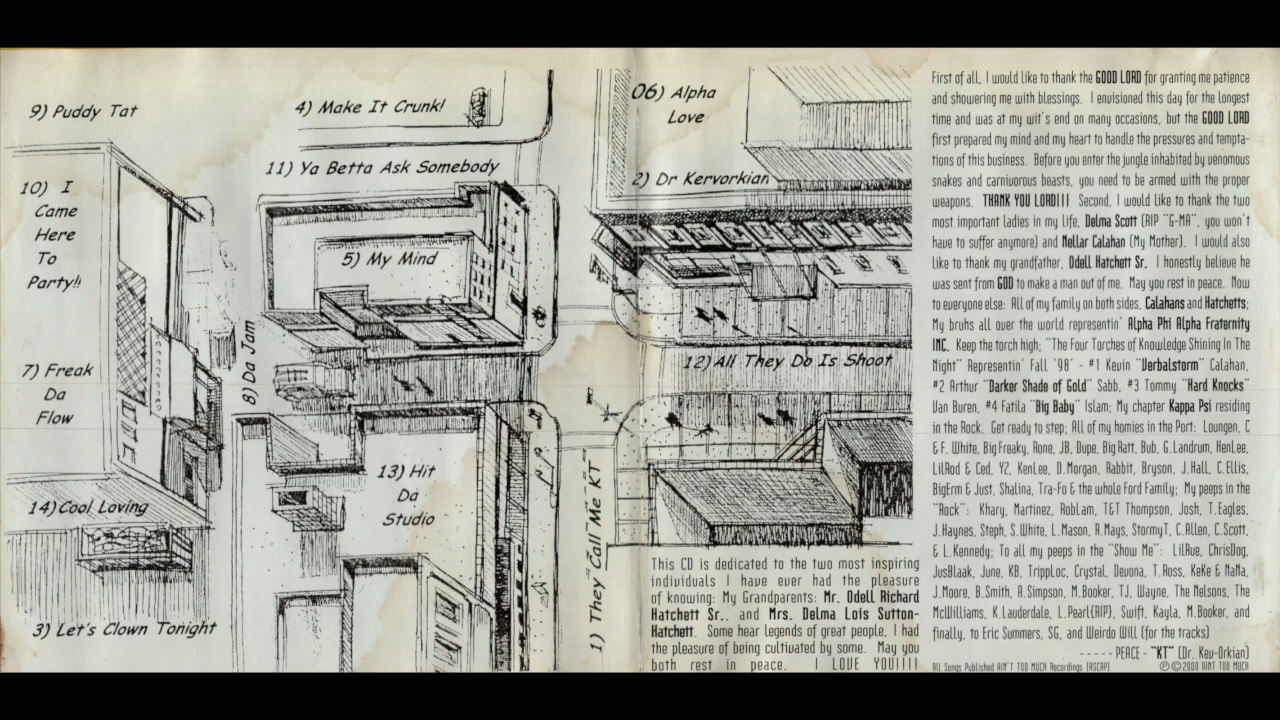 9) Puddy Tat
10) I
Came
Here
To
Party!!
7) Freak
Da
Flow
14) Cool Loving
3) Let's Clown Tonight
4) Make It Crunk!
11) Ya Betta Ask Somebody
5) My Mind
8) Da Jam
13) Hit
Da
Studio
1) They Call Me KT
06) Alpha
Love
2) Dr Kervorkian
12) All They Do Is Shoot
This CD is dedicated to the two most inspiring
individuals I have ever had the pleasure
of knowing: My Grandparents: Mr. Odell Richard
Hatchett Sr.. and Mrs. Delma Lois Sutton-
Hatchett. Some hear legends of great people, I had
the pleasure of being cultivated by some. May you
both rest in peace. I LOVE YOU!!!!
First of all, I would like to thank the GOOD LORD for granting me patience
and showering me with blessings. I envisioned this day for the longest
time and was at my wit's end on many occasions, but the GOOD LORD
first prepared my mind and my heart to handle the pressures and tempta-
tions of this business. Before you enter the jungle inhabited by venomous
snakes and carnivorous beasts, you need to be armed with the proper
weapons. THANK YOU LORD!!! Second, I would like to thank the two
most important ladies in my life, Delma Scott (RIP "G-MA", you won't
have to suffer anymore) and Mellar Calahan (My Mother). I would also
like to thank my grandfather, Odell Hatchett Sr. I honestly believe he
was sent from GOD to make a man out of me. May you rest in peace. Now
to everyone else: All of my family on both sides, Calahans and Hatchetts;
My bruhs all over the world representin' Alpha Phi Alpha Fraternity
INC. Keep the torch high; "The Four Torches of Knowledge Shining In The
Night" Representin' Fall '98' - #1 Kevin "Verbalstorm" Calahan,
#2 Arthur "Darker Shade of Gold" Sabb, #3 Tommy "Hard Knocks"
Van Buren, #4 Fatila "Big Baby" Islam; My chapter Kappa Psi residing
in the Rock. Get ready to step; All of my homies in the Port: Loungen, C
& F. White, Big Freaky, Rone, JB, Dupe, Big Ratt, Bub, G.Landrum, HenLee,
LilRod & Ced, YZ, KenLee, D.Morgan, Rabbit, Bryson, J.Hall, C.Ellis,
BigErm & Just, Shalina, Tra-Fo & the whole Ford Family; My peeps in the
"Rock": Khary, Martinez, RobLam, T&T Thompson, Josh, T.Eagles,
J.Haynes, Steph, S.White, L.Mason, A.Mays, StormyT, C.Allen, C.Scott,
& L.Kennedy; To all my peeps in the "Show Me": LilRue, ChrisDog,
JusBlaak, June, KB, TrippLoc, Crystal, Devona, T.Ross, KeKe & NaNa,
J.Moore, B.Smith, A.Simpson, M.Booker, TJ, Wayne, The Nelsons, The
McWilliams, K.Lauderdale, L.Pearl(RIP), Swift, Kayla, M.Booker, and
finally, to Eric Summers, SG, and Weirdo Will (for the tracks)
----- PEACE - "KT" (Dr. Kev-Orkian)
All Songs Published AIN'T TOO MUCH Recordings [ASCAP]
℗©2000 AINT TOO MUCH